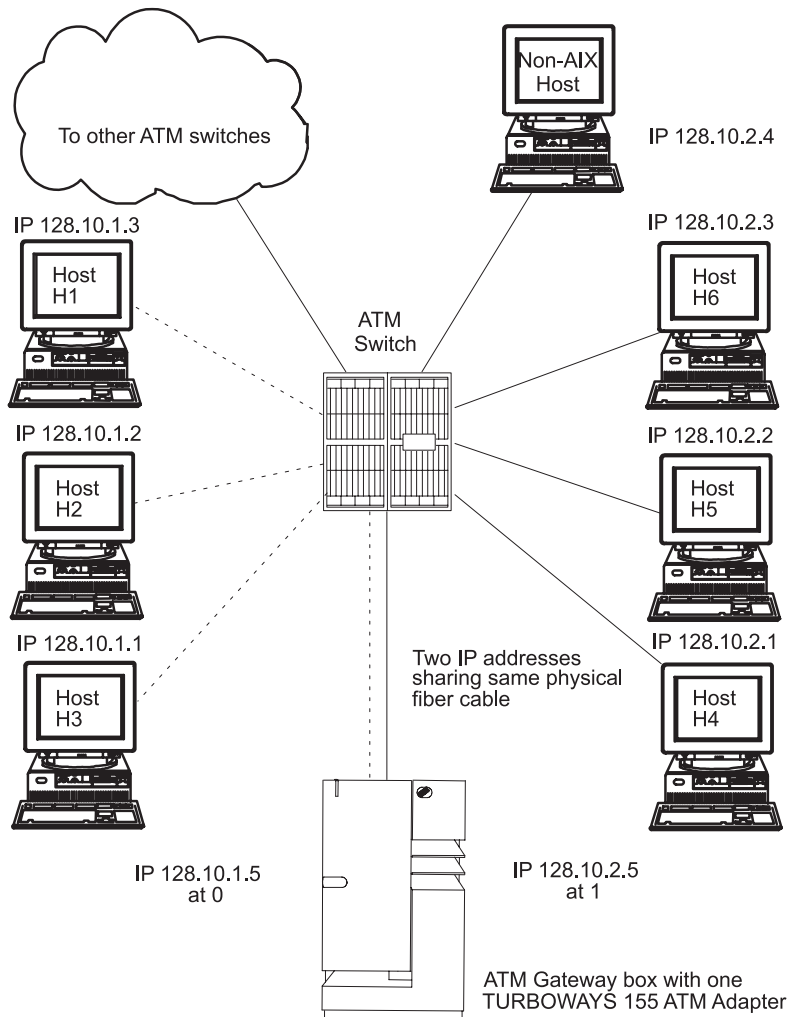 Non-AIX
Host
To other ATM switches
IP 128.10.2.4
IP 128.10.1.3
IP 128.10.2.3
Host
H1
Host
H6
ATM
Switch
IP 128.10.1.2
IP 128.10.2.2
Host
H2
Host
H5
IP 128.10.1.1
IP 128.10.2.1
Two IP addresses
sharing same physical
fiber cable
Host
H3
Host
H4
IP 128.10.1.5
at 0
IP 128.10.2.5
at 1
ATM Gateway box with one
TURBOWAYS 155 ATM Adapter